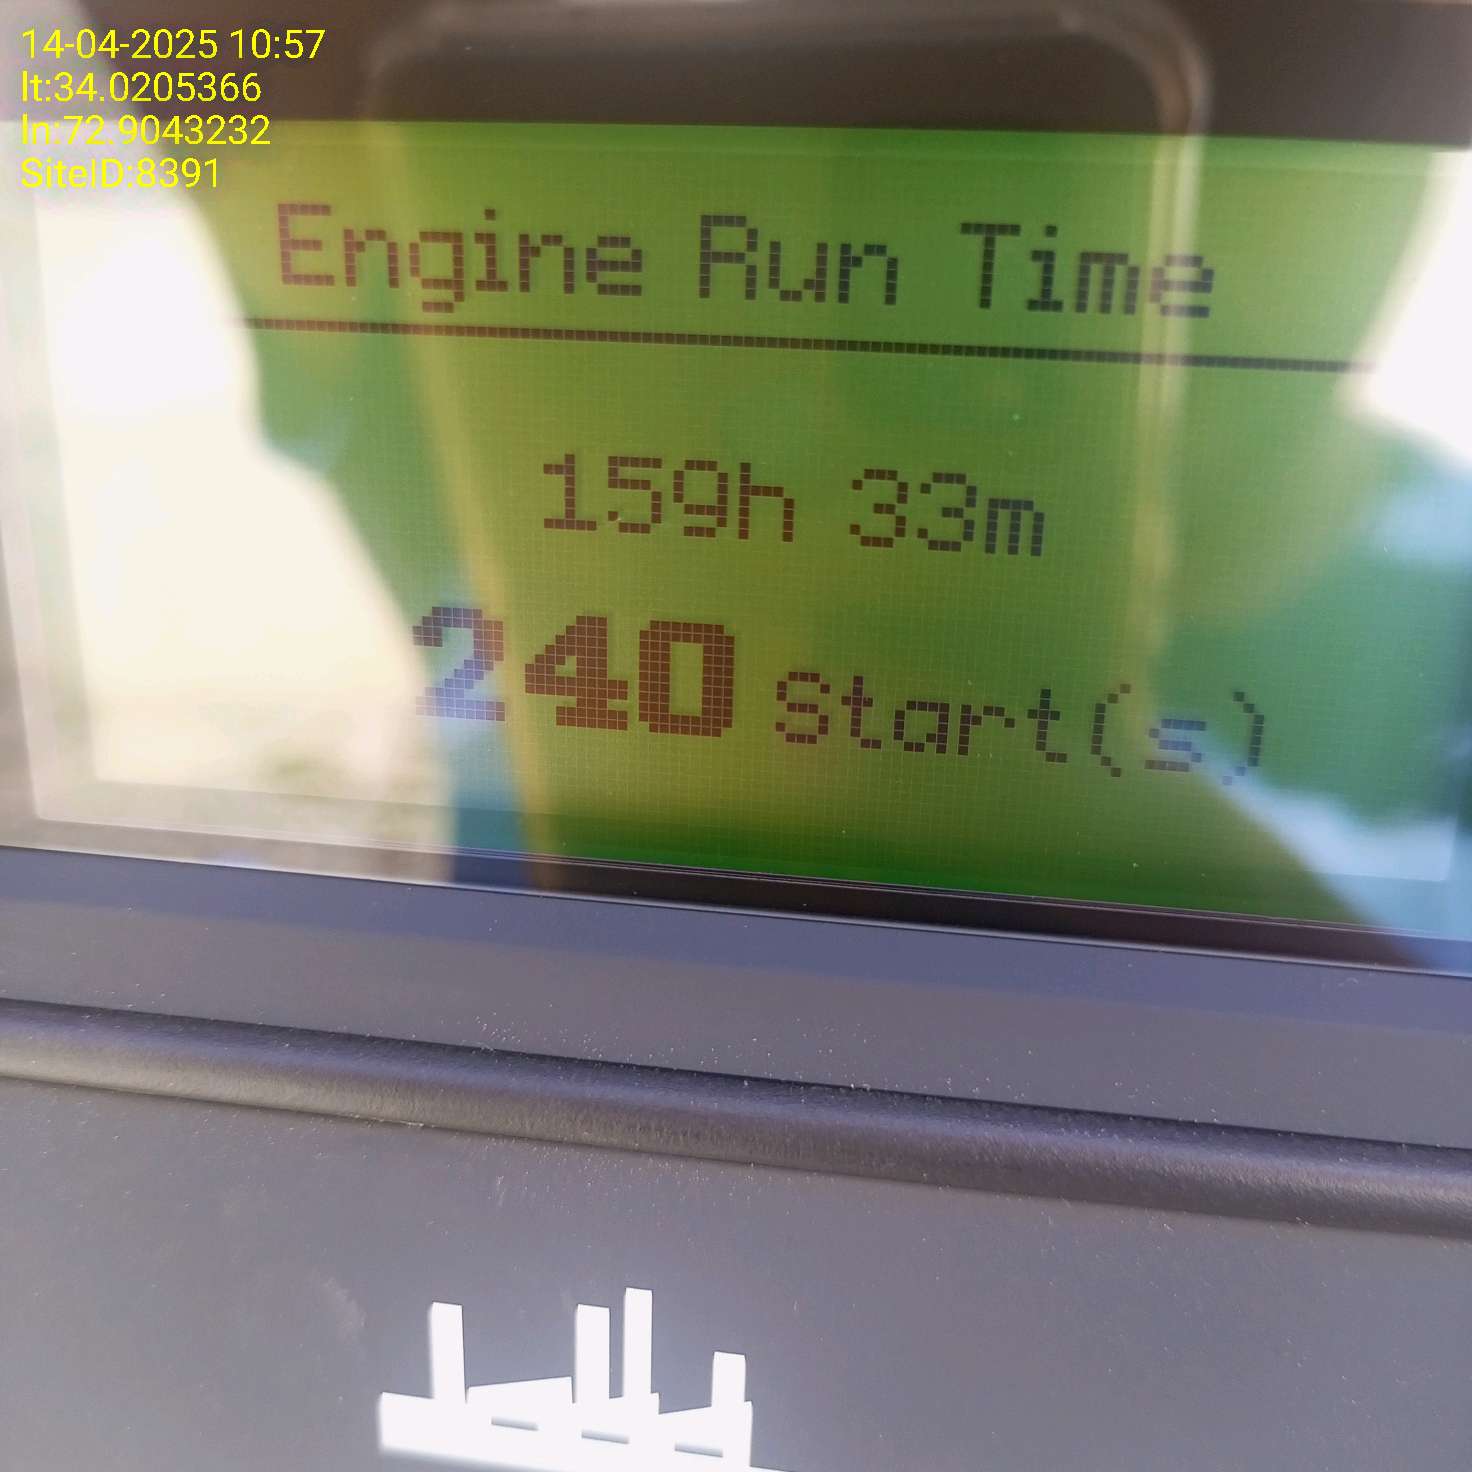 14-04-2025 10:57
lt:34.0205366
ln:72.9043232
SiteID:8391
Engine Run Time
159h 33m
240 Start(s)